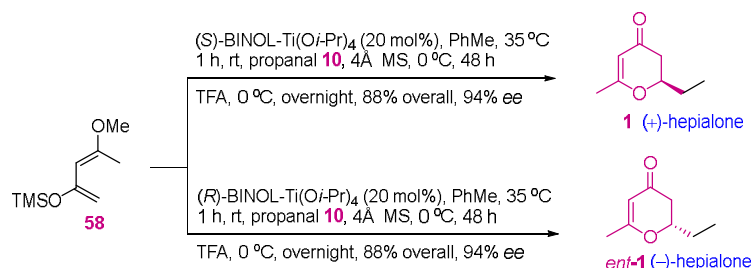 (S)-BINOL-Ti(Oi-Pr)4 (20 mol%), PhMe, 35 ºC
1 h, rt, propanal 10, 4Å MS, 0 ºC, 48 h
TFA, 0 ºC, overnight, 88% overall, 94% ee
O
O
1 (+)-hepialone
OMe
TMSO
58
(R)-BINOL-Ti(Oi-Pr)4 (20 mol%), PhMe, 35 ºC
1 h, rt, propanal 10, 4Å MS, 0 ºC, 48 h
TFA, 0 ºC, overnight, 88% overall, 94% ee
O
O
ent-1 (–)-hepialone